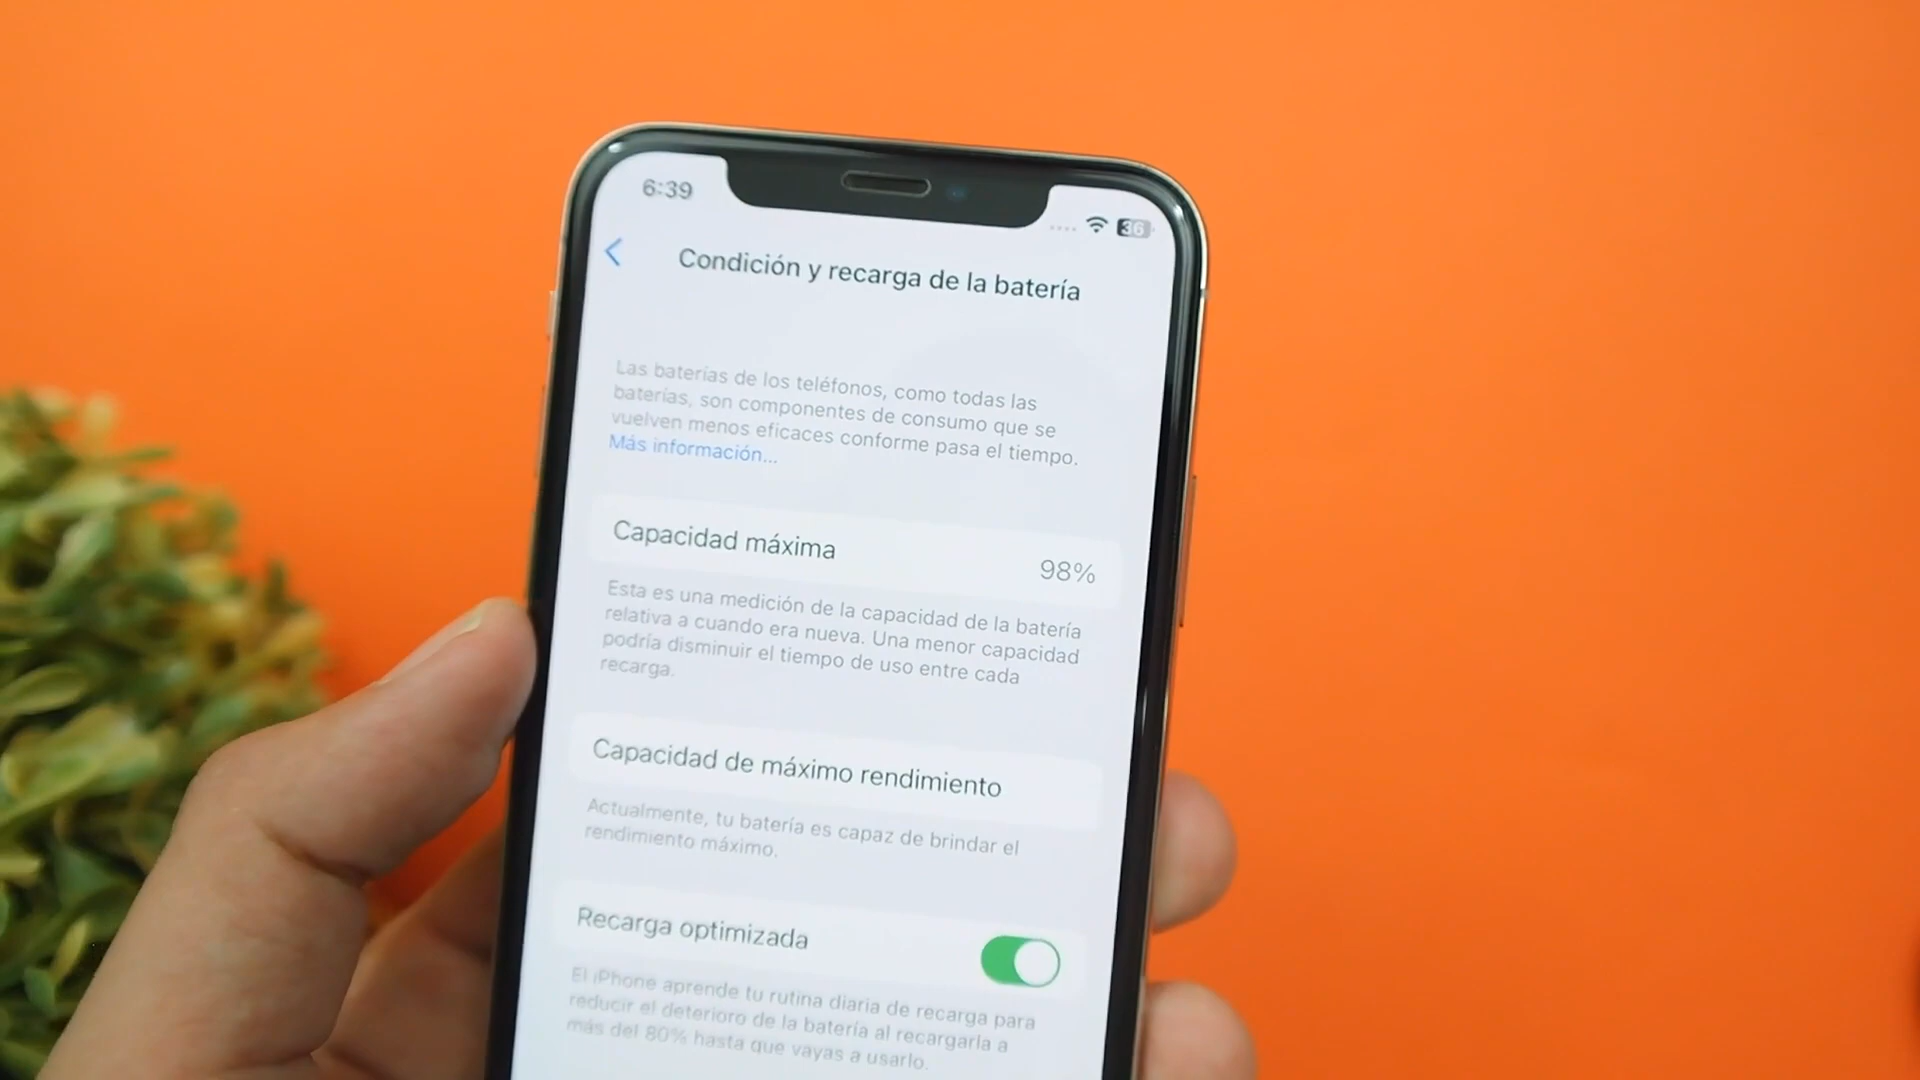 6:39
36
Condición y recarga de la batería
Las baterías de los teléfonos, como todas las
baterías, son componentes de consumo que se
vuelven menos eficaces conforme pasa el tiempo.
Más información...
Capacidad máxima
98%
Esta es una medición de la capacidad de la batería
relativa a cuando era nueva. Una menor capacidad
podría disminuir el tiempo de uso entre cada
recarga.
Capacidad de máximo rendimiento
Actualmente, tu batería es capaz de brindar el
rendimiento máximo.
Recarga optimizada
El iPhone aprende tu rutina diaria de recarga para
reducir el deterioro de la batería al recargarla a
más del 80% hasta que vayas a usarlo.